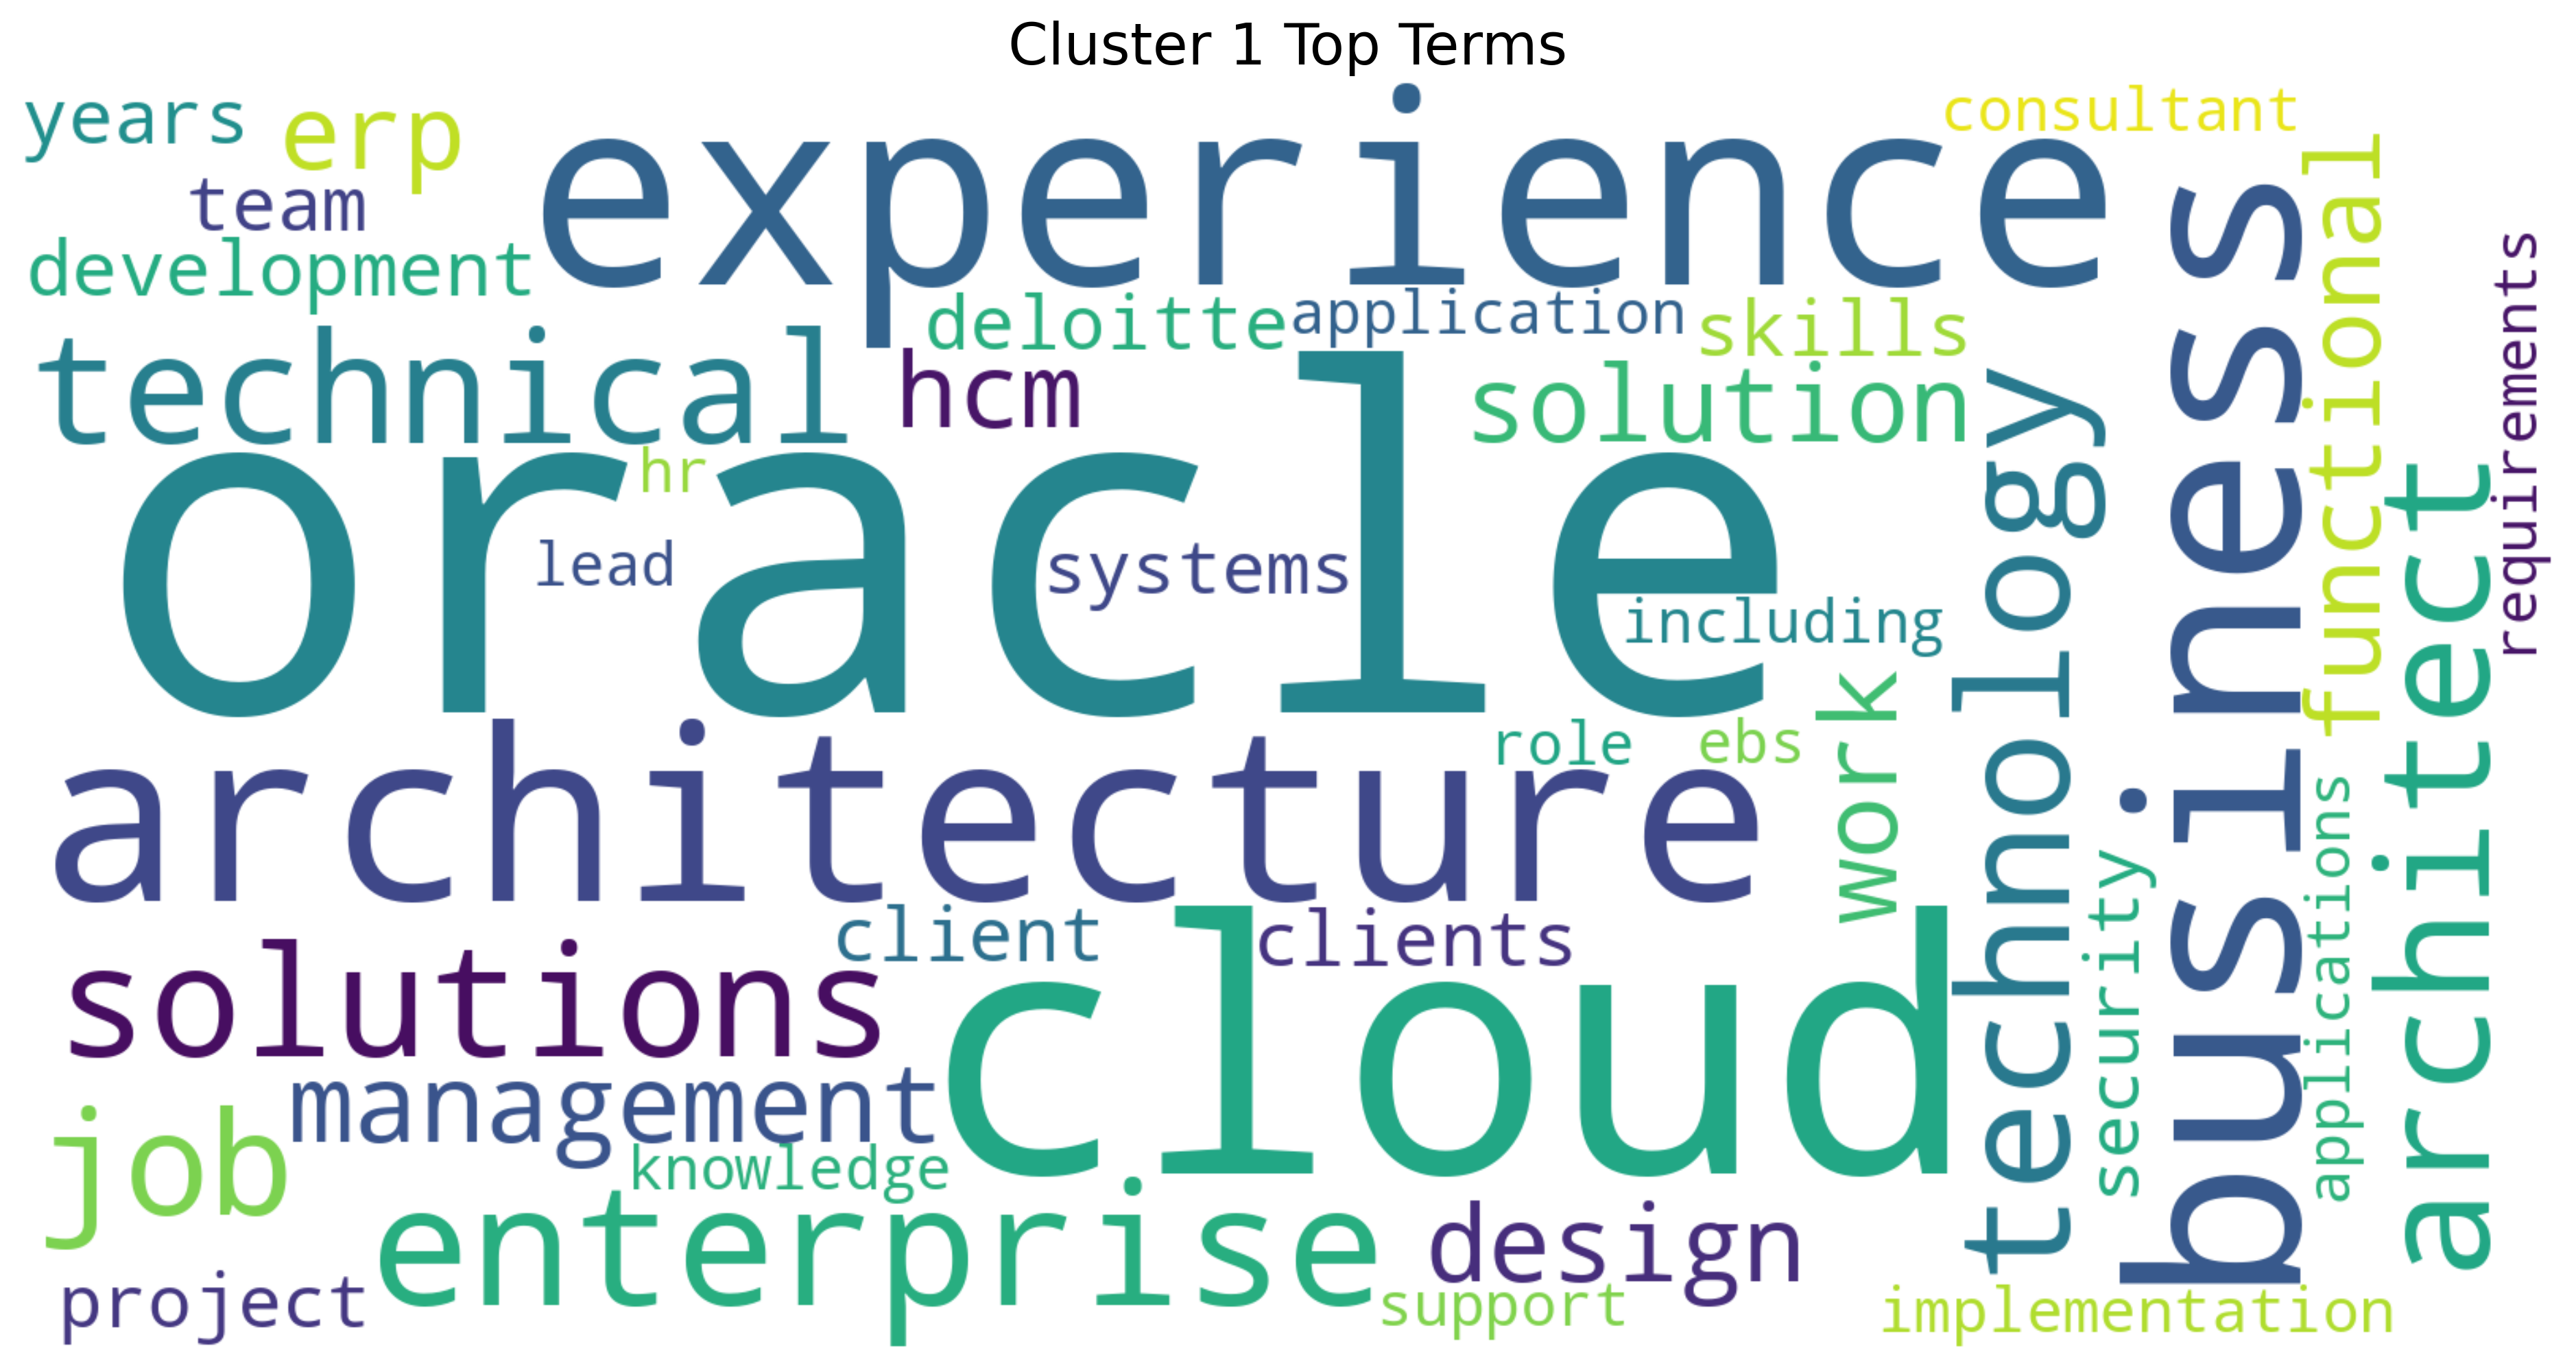 Cluster 1 Top Terms
years
erp
experience
consultant
team
development
deloitte
application
skills
technical
hcm
solution
oracle
hr
lead
systems
including
architecture
role
ebs
work
technology
business
functional
requirements
architect
security
applications
client
clients
solutions
cloud
management
job
knowledge
enterprise
design
project
support
implementation